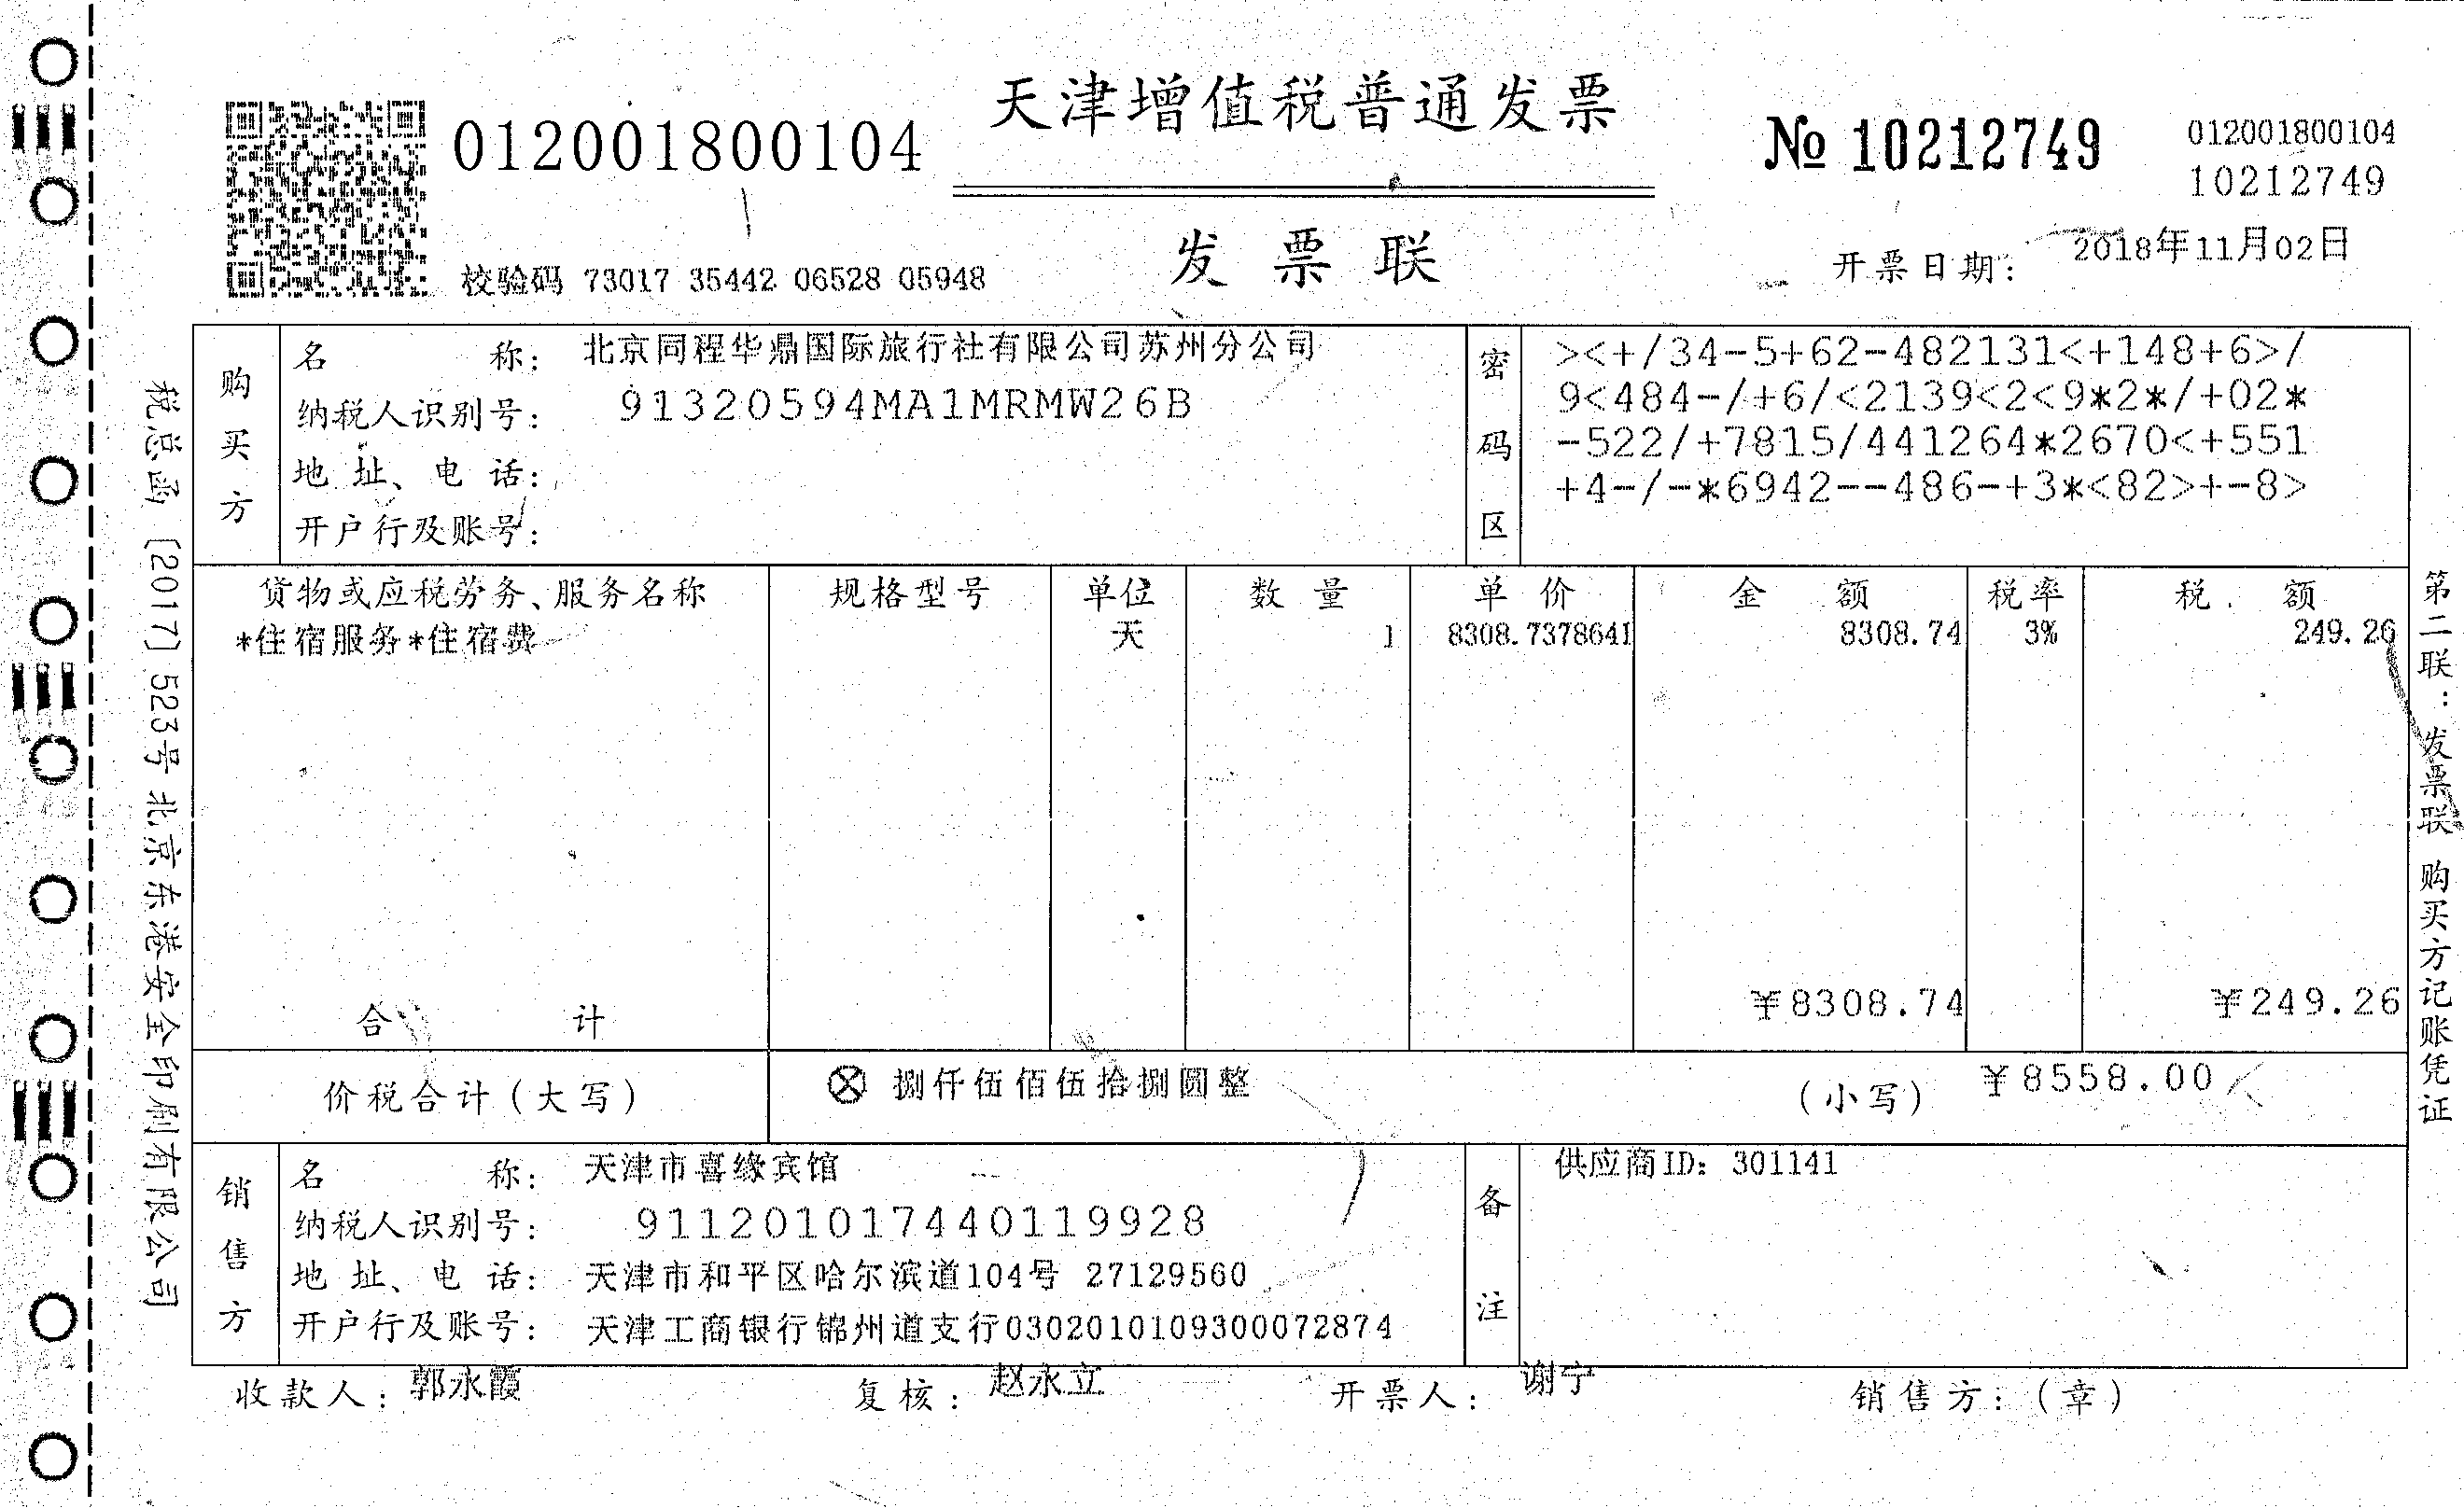 天津增值税普通发票
012001800104
№ 10212749
012001800104
10212749
发票联
校验码 73017 35442 06528 05948
开票日期: 2018年11月02日
税总函〔2017〕523号北京东港安全印刷有限公司
购买方
名称: 北京同程华鼎国际旅行社有限公司苏州分公司
纳税人识别号: 91320594MA1MRMW26B
地址、电话:
开户行及账号:
密码区
><+/34-5+62-482131<+148+6>/
9<484-/+6/<2139<2<9*2*/+02*
-522/+7815/441264*2670<+551
+4-/-*6942--486-+3*<82>+-8>
货物或应税劳务、服务名称 规格型号 单位 数量 单价 金额 税率 税额
*住宿服务*住宿费 天 1 8308.7378641 8308.74 3% 249.26
合计 ¥8308.74 ¥249.26
价税合计(大写) ⊗ 捌仟伍佰伍拾捌圆整 (小写) ¥8558.00
销售方
名称: 天津市喜缘宾馆
纳税人识别号: 911201017440119928
地址、电话: 天津市和平区哈尔滨道104号 27129560
开户行及账号: 天津工商银行锦州道支行0302010109300072874
备注
供应商ID: 301141
收款人: 郭永霞 复核: 赵永立 开票人: 谢宁 销售方:(章)
第二联:发票联 购买方记账凭证